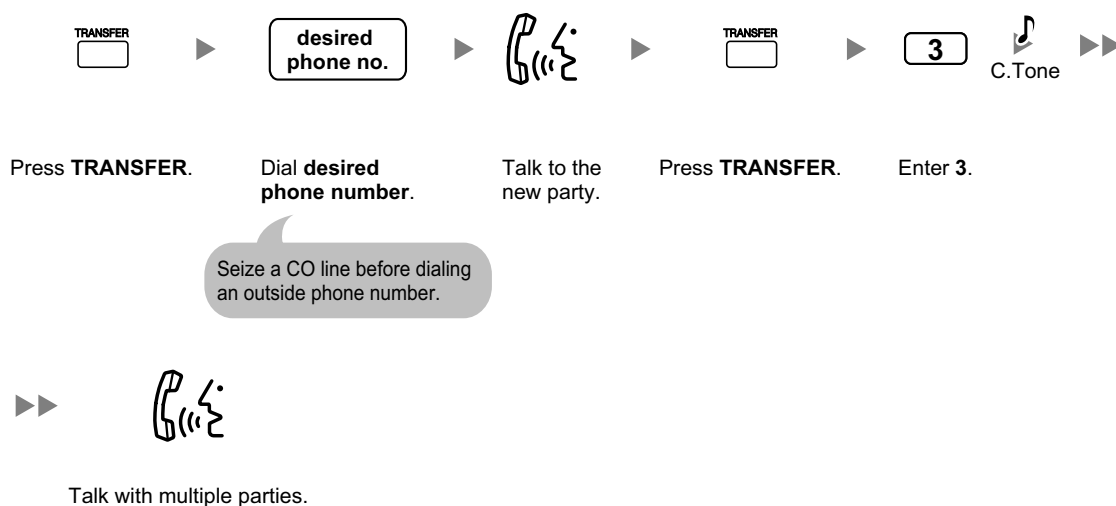 TRANSFER
desired
phone no.
TRANSFER
3
C.Tone
Press TRANSFER.
Dial desired
phone number.
Talk to the
new party.
Press TRANSFER.
Enter 3.
Seize a CO line before dialing
an outside phone number.
Talk with multiple parties.